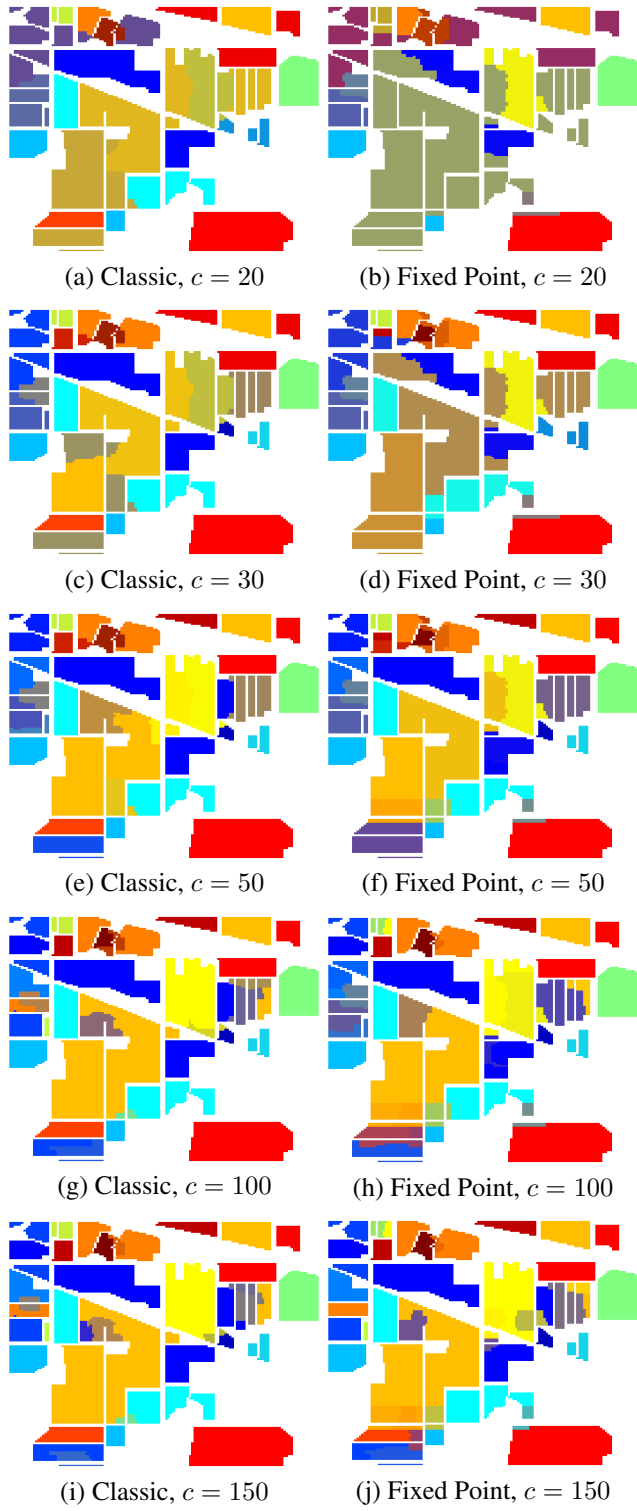 (a) Classic, c = 20
(b) Fixed Point, c = 20
(c) Classic, c = 30
(d) Fixed Point, c = 30
(e) Classic, c = 50
(f) Fixed Point, c = 50
(g) Classic, c = 100
(h) Fixed Point, c = 100
(i) Classic, c = 150
(j) Fixed Point, c = 150